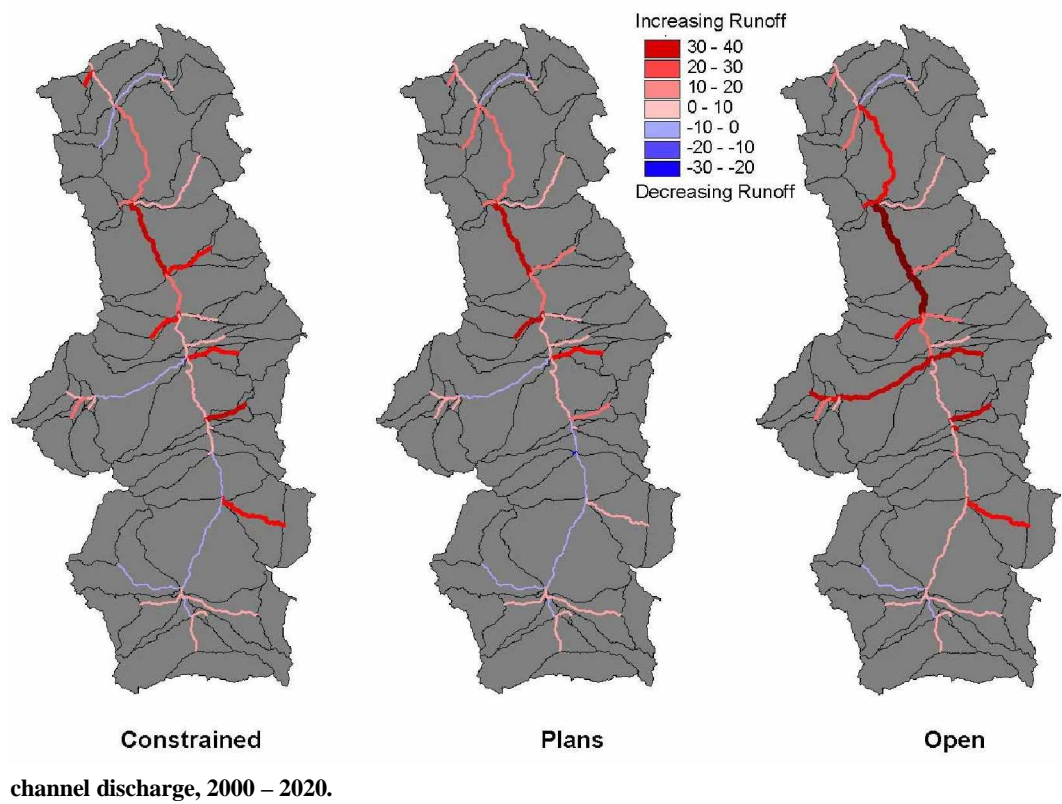 Increasing Runoff
30 - 40
20 - 30
10 - 20
0 - 10
-10 - 0
-20 - -10
-30 - -20
Decreasing Runoff
Constrained
Plans
Open
channel discharge, 2000 – 2020.